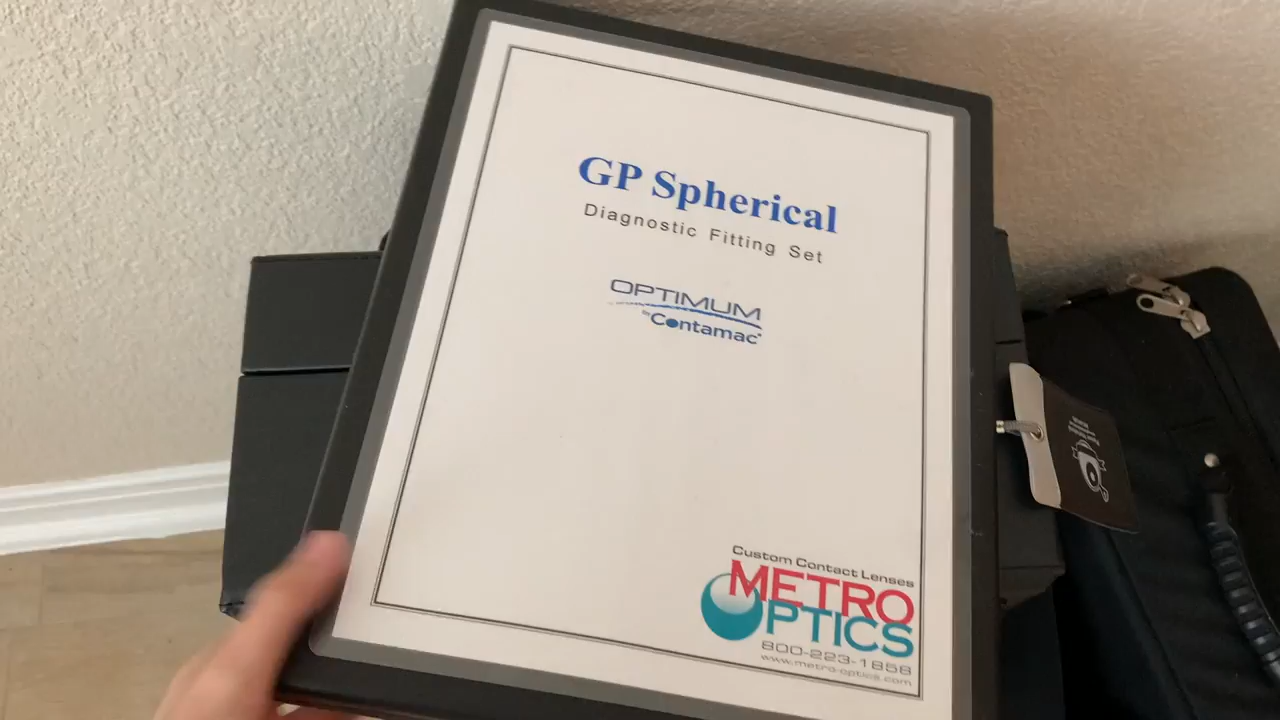 GP Spherical
Diagnostic Fitting Set
OPTIMUM
by Contamac
Custom Contact Lenses
METRO
OPTICS
800-223-1858
www.metro-optics.com